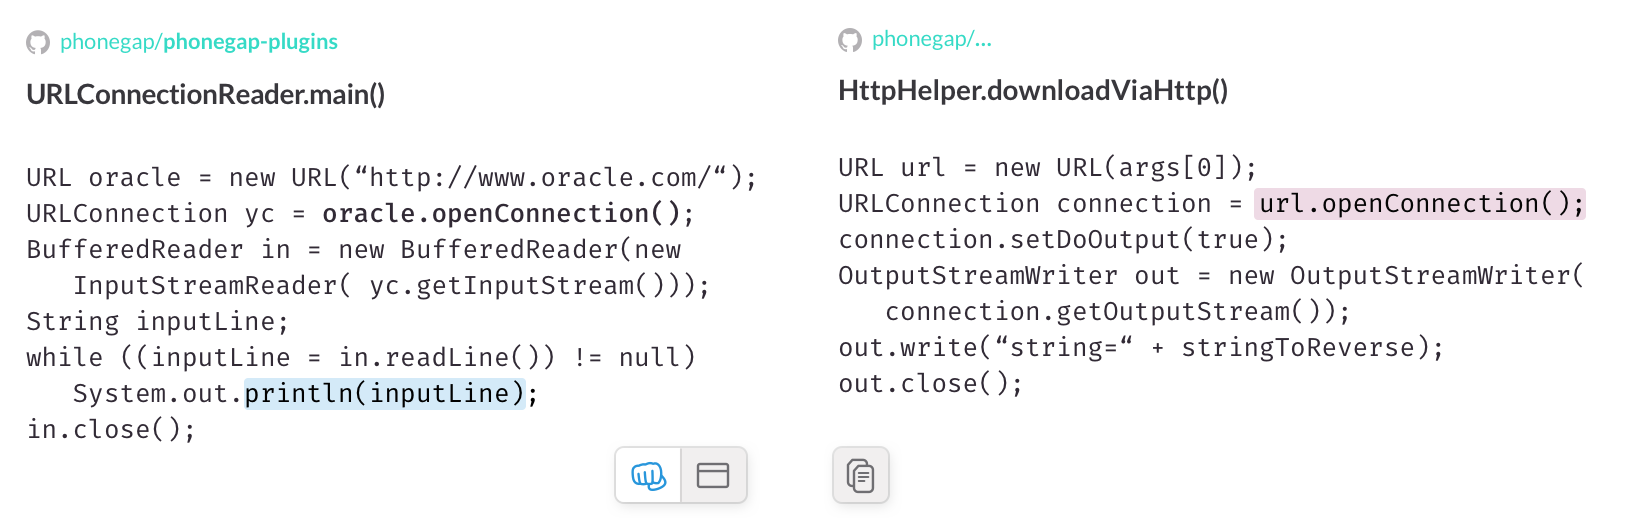 phonegap/phonegap-plugins
URLConnectionReader.main()
URL oracle = new URL(“http://www.oracle.com/“);
URLConnection yc = oracle.openConnection();
BufferedReader in = new BufferedReader(new
InputStreamReader( yc.getInputStream()));
String inputLine;
while ((inputLine = in.readLine()) != null)
System.out.println(inputLine);
in.close();
phonegap/...
HttpHelper.downloadViaHttp()
URL url = new URL(args[0]);
URLConnection connection = url.openConnection();
connection.setDoOutput(true);
OutputStreamWriter out = new OutputStreamWriter(
connection.getOutputStream());
out.write(“string=“ + stringToReverse);
out.close();